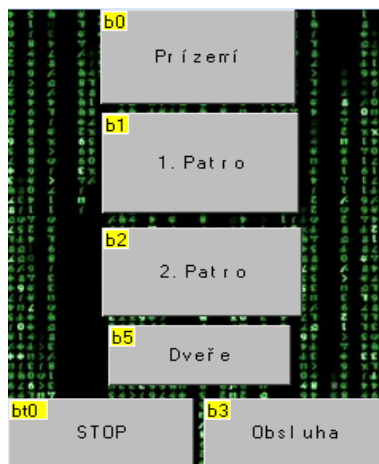 b0
Prízemí
b1
1. Patro
b2
2. Patro
b5
Dveře
bt0
STOP
b3
Obsluha